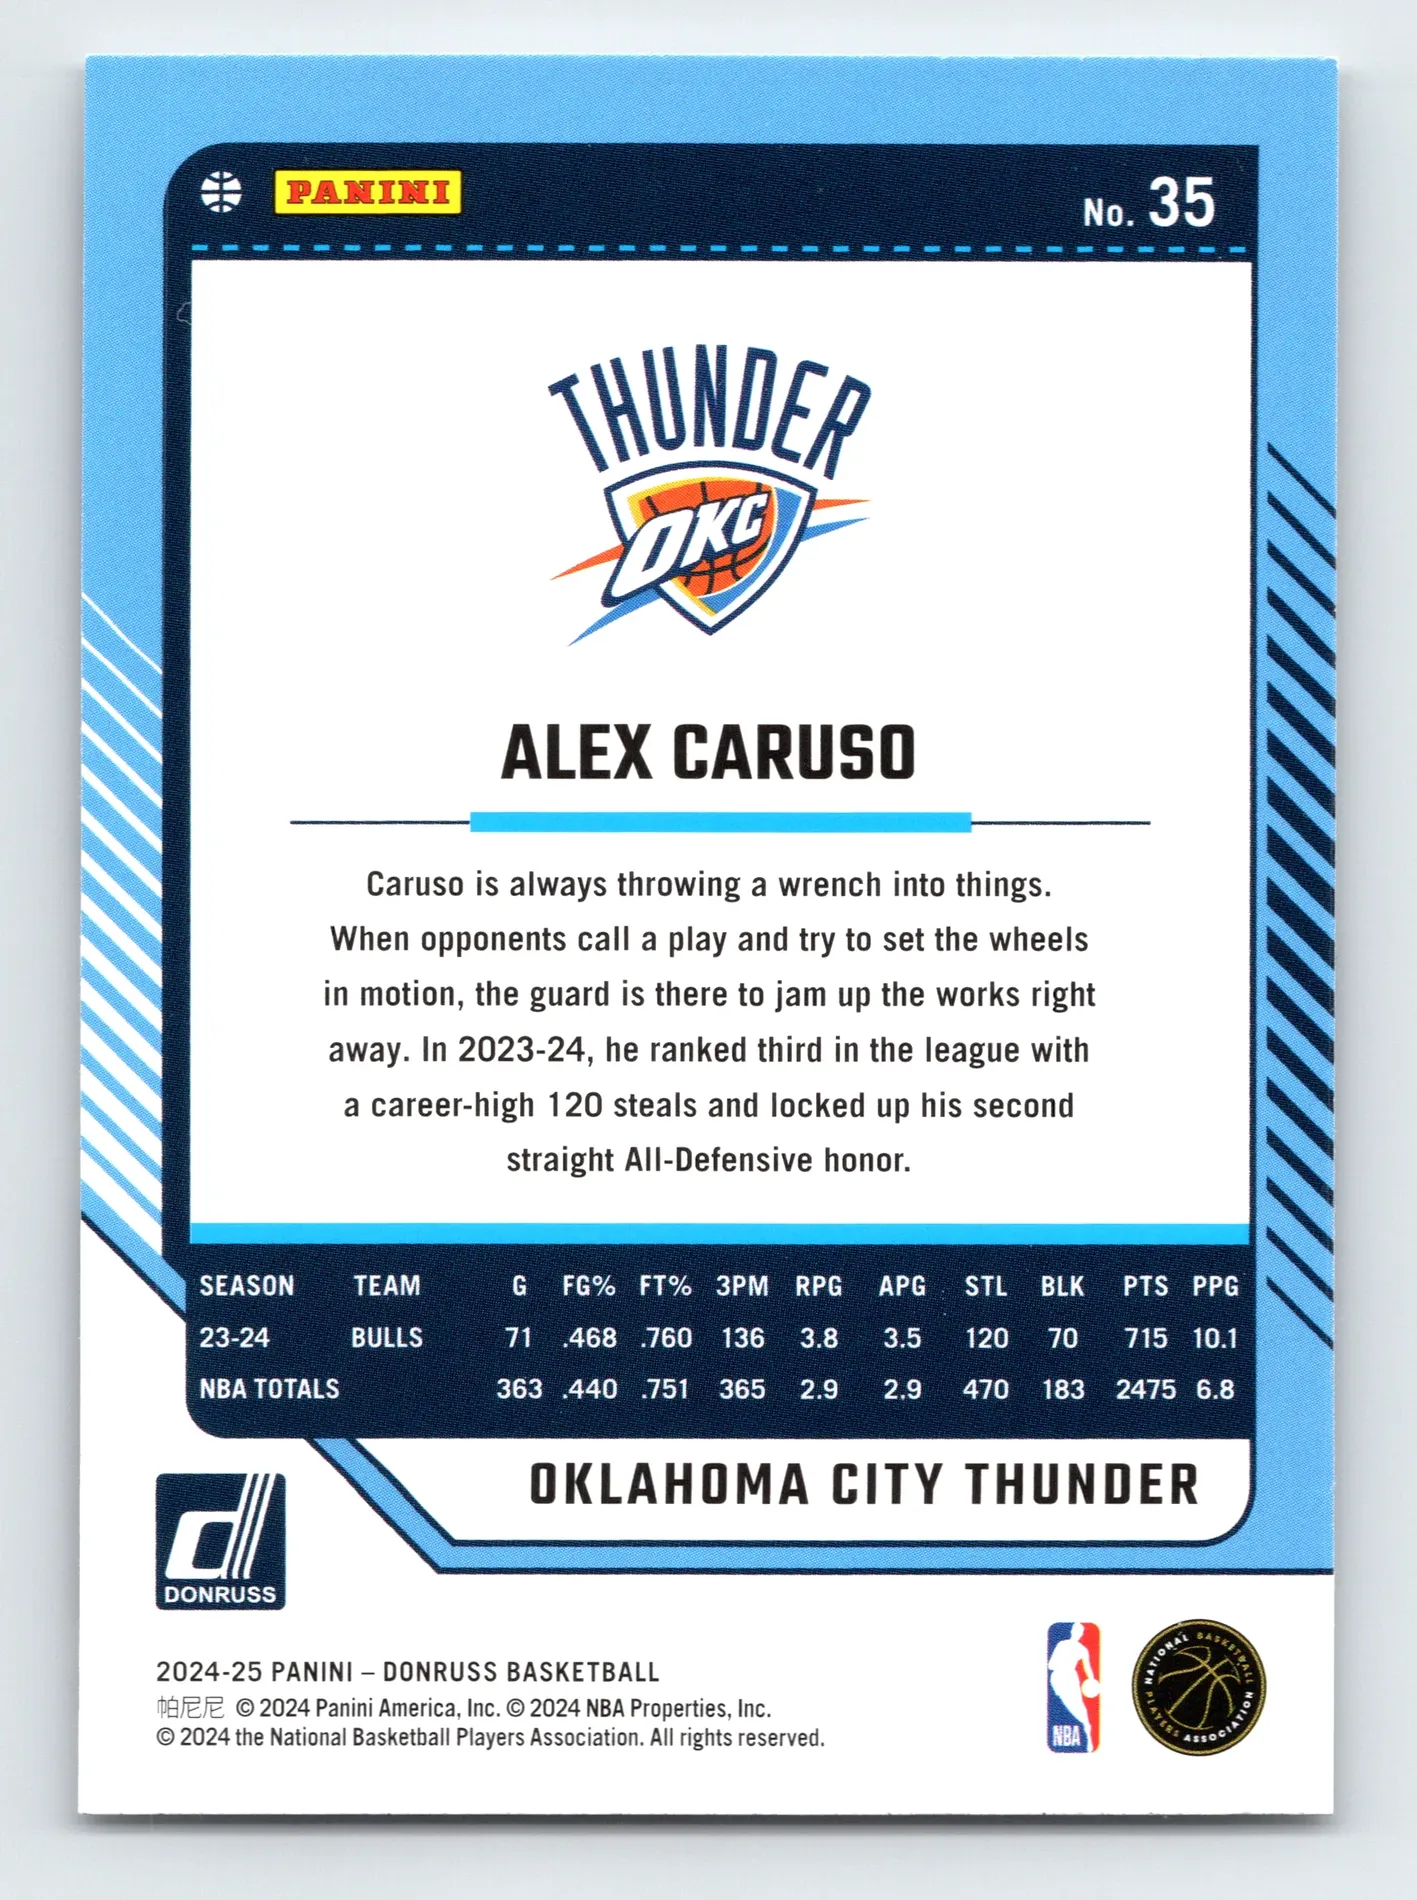 PANINI
No. 35
THUNDER
OKC
ALEX CARUSO
Caruso is always throwing a wrench into things.
When opponents call a play and try to set the wheels
in motion, the guard is there to jam up the works right
away. In 2023-24, he ranked third in the league with
a career-high 120 steals and locked up his second
straight All-Defensive honor.
SEASON TEAM G FG% FT% 3PM RPG APG STL BLK PTS PPG
23-24 BULLS 71 .468 .760 136 3.8 3.5 120 70 715 10.1
NBA TOTALS 363 .440 .751 365 2.9 2.9 470 183 2475 6.8
OKLAHOMA CITY THUNDER
d
DONRUSS
2024-25 PANINI – DONRUSS BASKETBALL
帕尼尼 © 2024 Panini America, Inc. © 2024 NBA Properties, Inc.
© 2024 the National Basketball Players Association. All rights reserved.
NBA
NATIONAL BASKETBALL PLAYERS ASSOCIATION